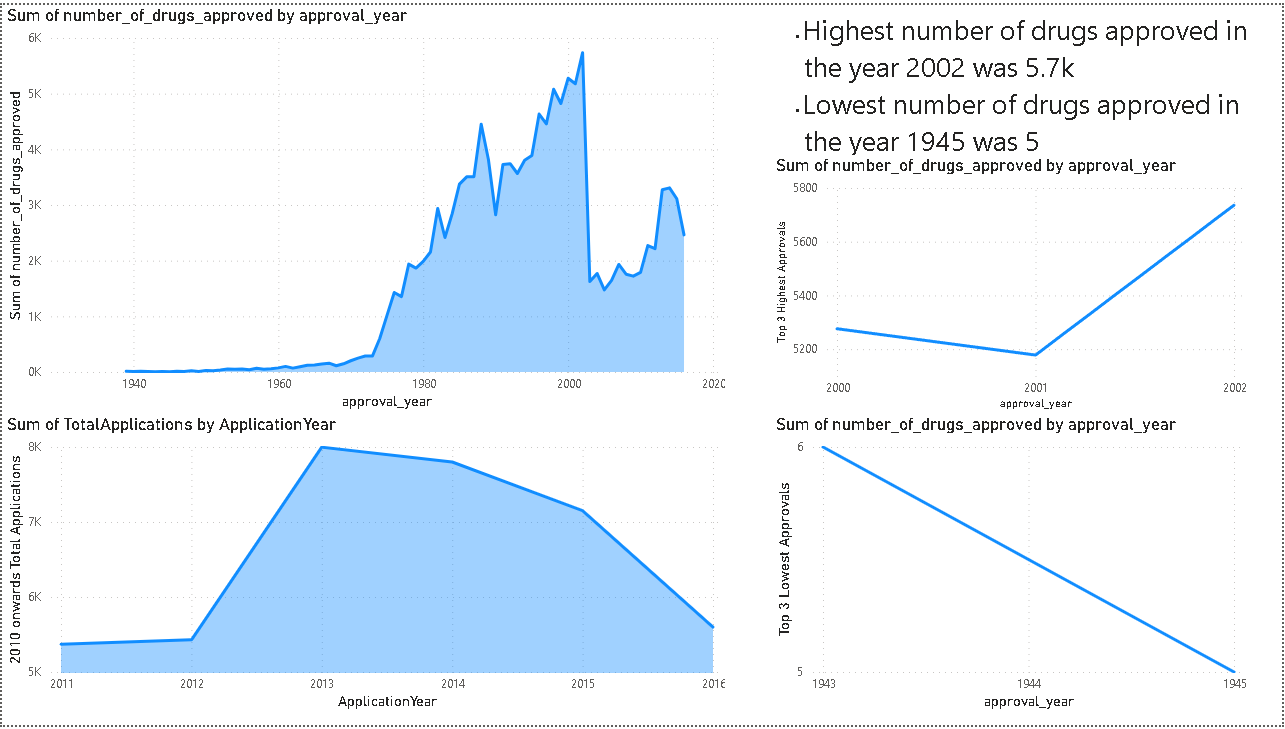 Sum of number_of_drugs_approved by approval_year
Sum of number_of_drugs_approved
6K
5K
4K
3K
2K
1K
0K
1940
1960
1980
2000
2020
approval_year
.Highest number of drugs approved in
the year 2002 was 5.7k
.Lowest number of drugs approved in
the year 1945 was 5
Sum of number_of_drugs_approved by approval_year
Top 3 Highest Approvals
5800
5600
5400
5200
2000
2001
2002
approval_year
Sum of TotalApplications by ApplicationYear
2010 onwards Total Applications
8K
7K
6K
5K
2011
2012
2013
2014
2015
2016
ApplicationYear
Sum of number_of_drugs_approved by approval_year
Top 3 Lowest Approvals
6
5
1943
1944
1945
approval_year